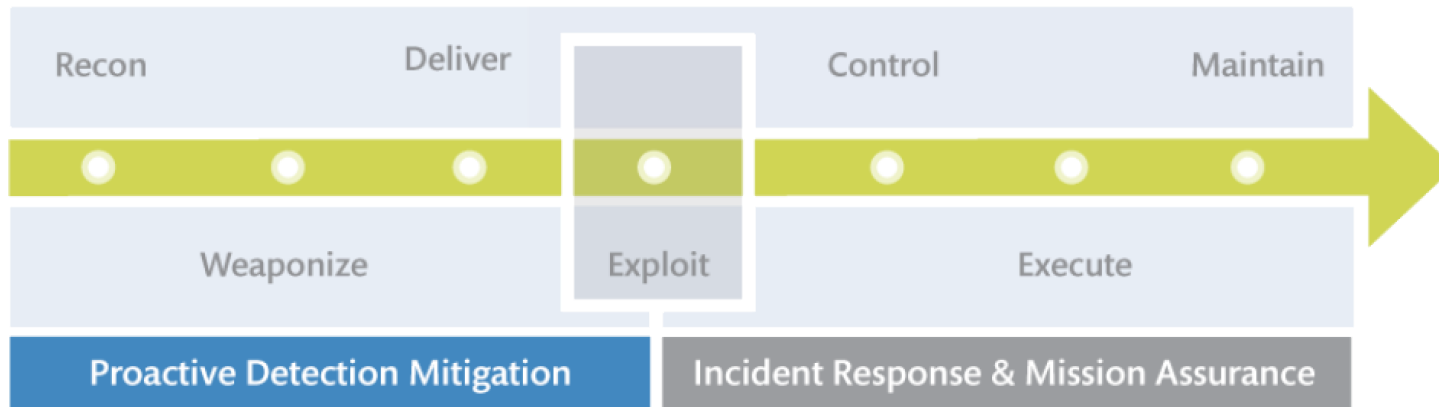 Recon
Deliver
Control
Maintain
Weaponize
Exploit
Execute
Proactive Detection Mitigation
Incident Response & Mission Assurance